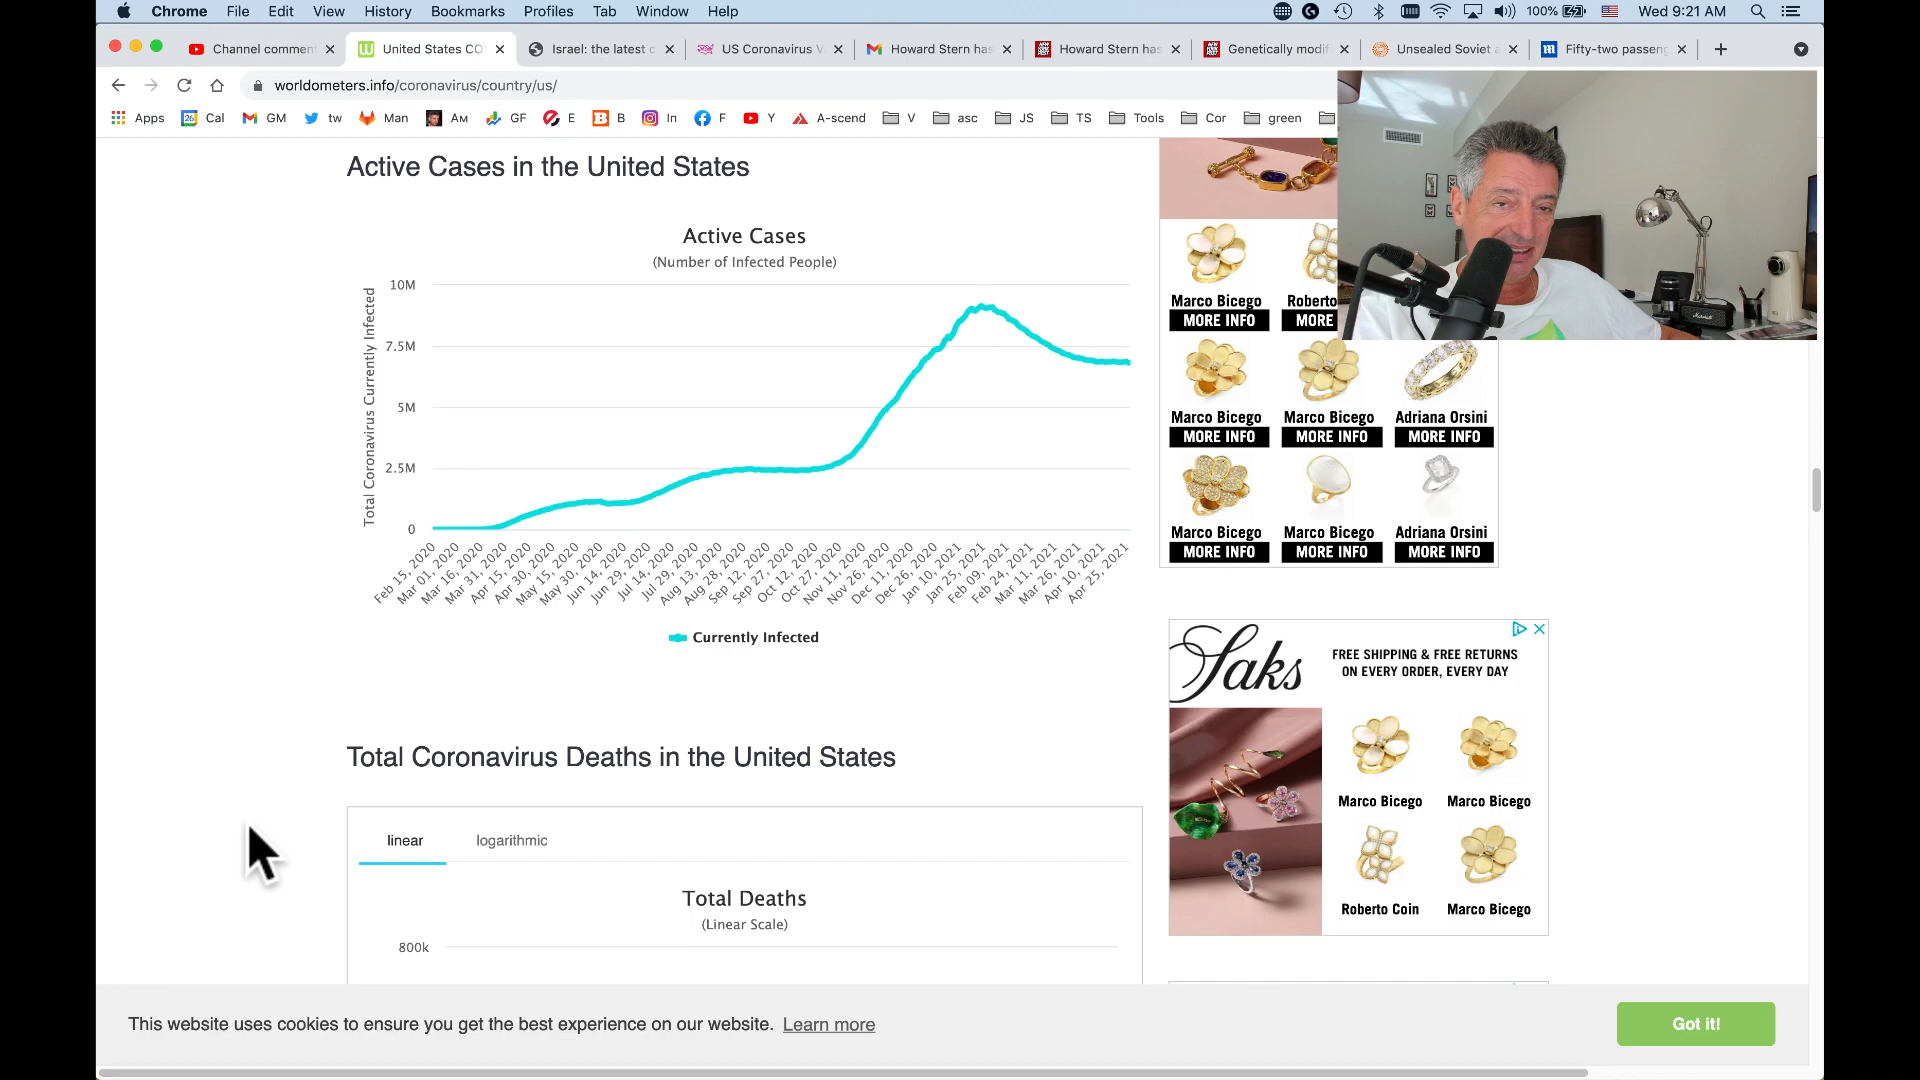 Chrome File Edit View History Bookmarks Profiles Tab Window Help 100% Wed 9:21 AM
Channel comment United States CO Israel: the latest c US Coronavirus V Howard Stern has Howard Stern has Genetically modif Unsealed Soviet a Fifty-two passeng
worldometers.info/coronavirus/country/us/
Apps 26 Cal GM tw Man AM GF E B In F Y A-scend V asc JS TS Tools Cor green
Active Cases in the United States
Active Cases
(Number of Infected People)
Total Coronavirus Currently Infected
10M
7.5M
5M
2.5M
0
Feb 15, 2020
Mar 01, 2020
Mar 16, 2020
Mar 31, 2020
Apr 15, 2020
Apr 30, 2020
May 15, 2020
May 30, 2020
Jun 14, 2020
Jun 29, 2020
Jul 14, 2020
Jul 29, 2020
Aug 13, 2020
Aug 28, 2020
Sep 12, 2020
Sep 27, 2020
Oct 12, 2020
Oct 27, 2020
Nov 11, 2020
Nov 26, 2020
Dec 11, 2020
Dec 26, 2020
Jan 10, 2021
Jan 25, 2021
Feb 09, 2021
Feb 24, 2021
Mar 11, 2021
Mar 26, 2021
Apr 10, 2021
Apr 25, 2021
Currently Infected
Total Coronavirus Deaths in the United States
linear logarithmic
Total Deaths
(Linear Scale)
800k
Marco Bicego Roberto
MORE INFO MORE
Marco Bicego Marco Bicego Adriana Orsini
MORE INFO MORE INFO MORE INFO
Marco Bicego Marco Bicego Adriana Orsini
MORE INFO MORE INFO MORE INFO
Saks
FREE SHIPPING & FREE RETURNS
ON EVERY ORDER, EVERY DAY
Marco Bicego Marco Bicego
Roberto Coin Marco Bicego
Marshall
This website uses cookies to ensure you get the best experience on our website. Learn more
Got it!